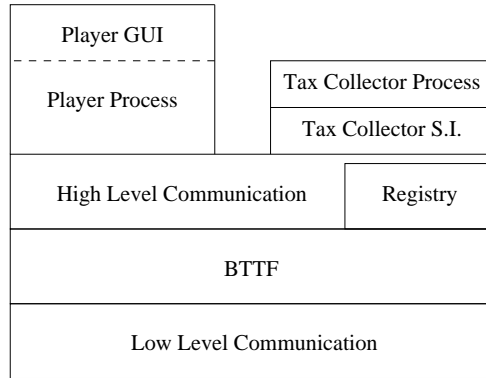 Player GUI
Player Process
Tax Collector Process
Tax Collector S.I.
High Level Communication
Registry
BTTF
Low Level Communication